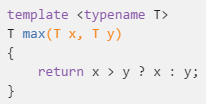 template <typename T>
T max(T x, T y)
{
    return x > y ? x : y;
}